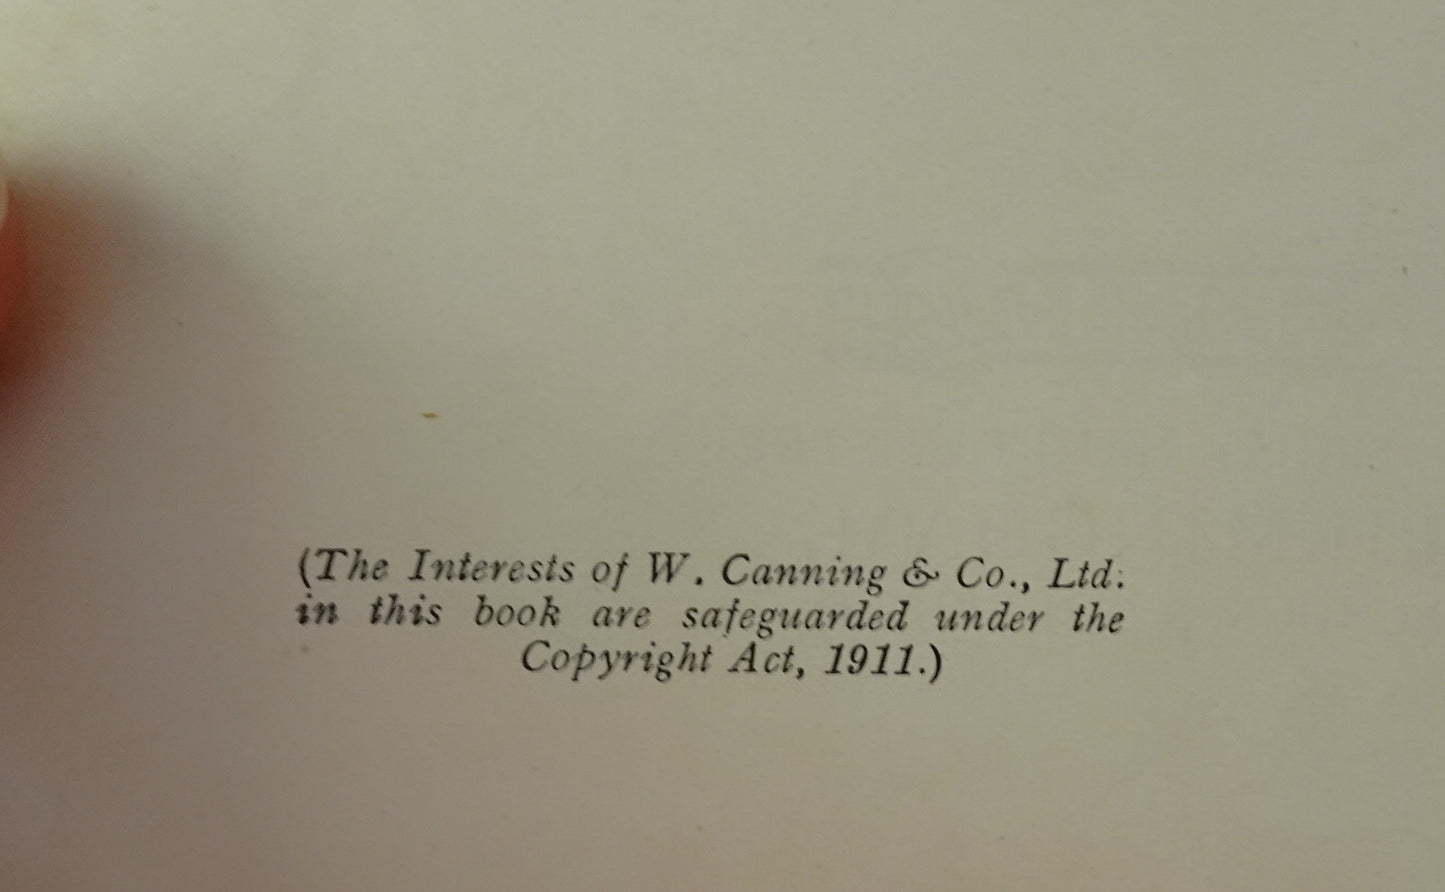 (The Interests of W. Canning & Co., Ltd.
in this book are safeguarded under the
Copyright Act, 1911.)